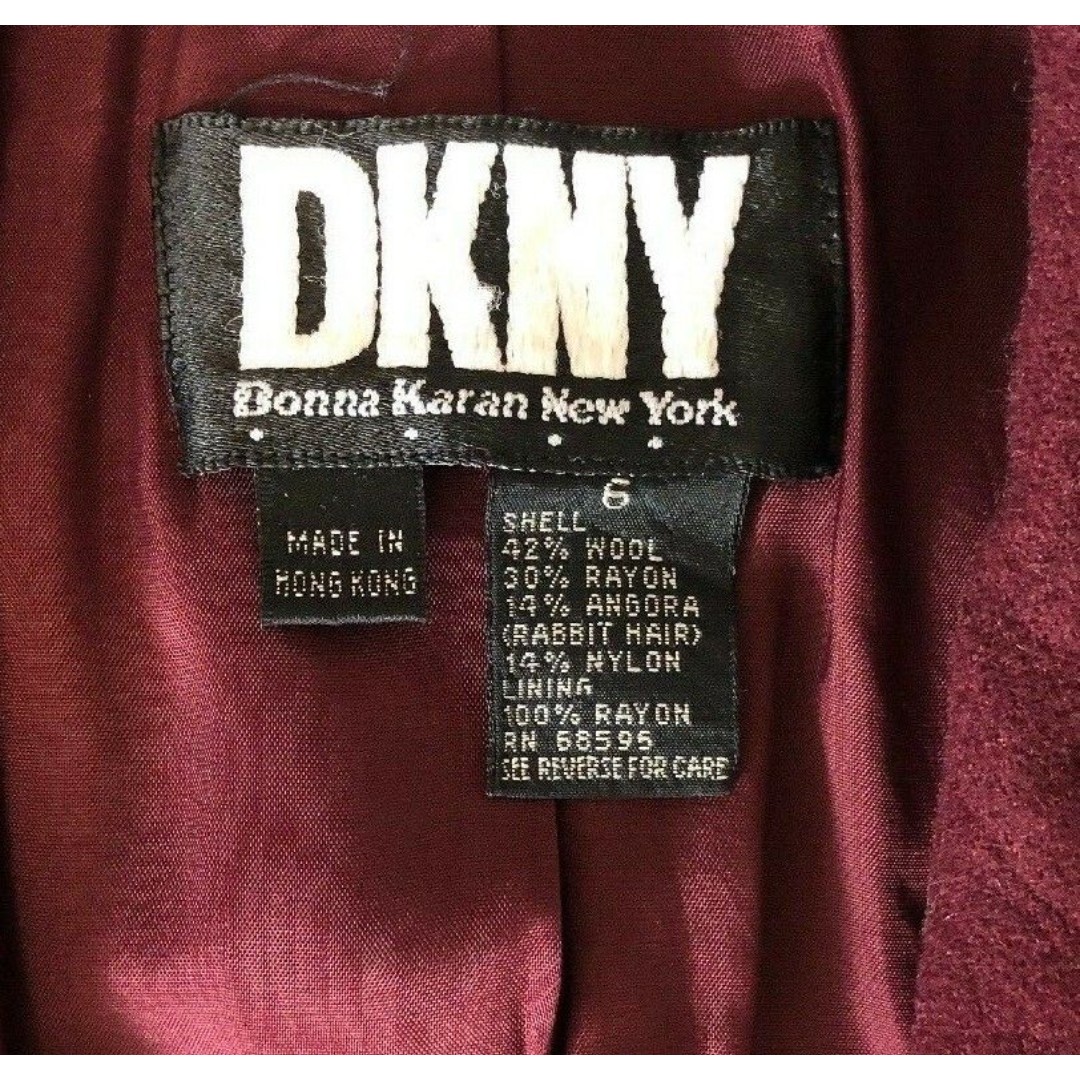 DKNY
Donna Karan New York
MADE IN
HONG KONG
6
SHELL
42% WOOL
30% RAYON
14% ANGORA
(RABBIT HAIR)
14% NYLON
LINING
100% RAYON
RN 68595
SEE REVERSE FOR CARE